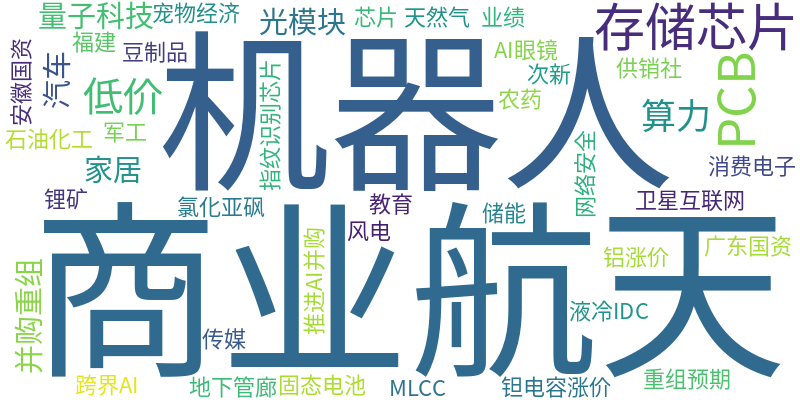 量子科技
宠物经济
光模块
芯片
天然气
业绩
存储芯片
福建
豆制品
AI眼镜
安徽国资
汽车
低价
机器人
指纹识别芯片
次新
供销社
PCB
农药
算力
石油化工
军工
家居
网络安全
消费电子
锂矿
氯化亚砜
教育
储能
卫星互联网
风电
商业航天
推进AI并购
铝涨价
广东国资
并购重组
液冷IDC
传媒
跨界AI
地下管廊
固态电池
MLCC
钽电容涨价
重组预期